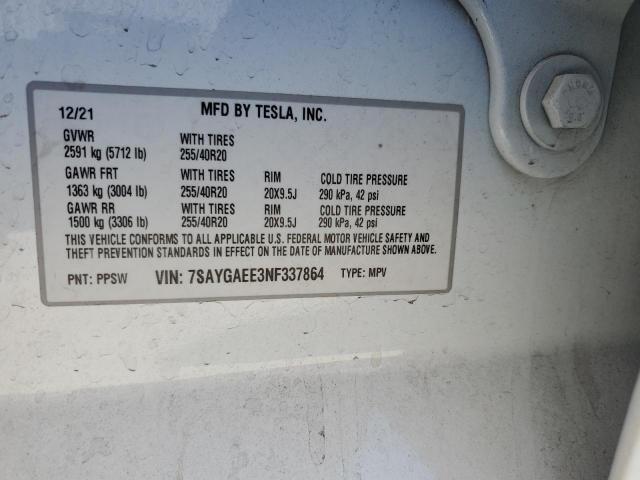 12/21 MFD BY TESLA, INC.
GVWR WITH TIRES
2591 kg (5712 lb) 255/40R20
GAWR FRT WITH TIRES RIM COLD TIRE PRESSURE
1363 kg (3004 lb) 255/40R20 20X9.5J 290 kPa, 42 psi
GAWR RR WITH TIRES RIM COLD TIRE PRESSURE
1500 kg (3306 lb) 255/40R20 20X9.5J 290 kPa, 42 psi
THIS VEHICLE CONFORMS TO ALL APPLICABLE U.S. FEDERAL MOTOR VEHICLE SAFETY AND
THEFT PREVENTION STANDARDS IN EFFECT ON THE DATE OF MANUFACTURE SHOWN ABOVE.
PNT: PPSW VIN: 7SAYGAEE3NF337864 TYPE: MPV